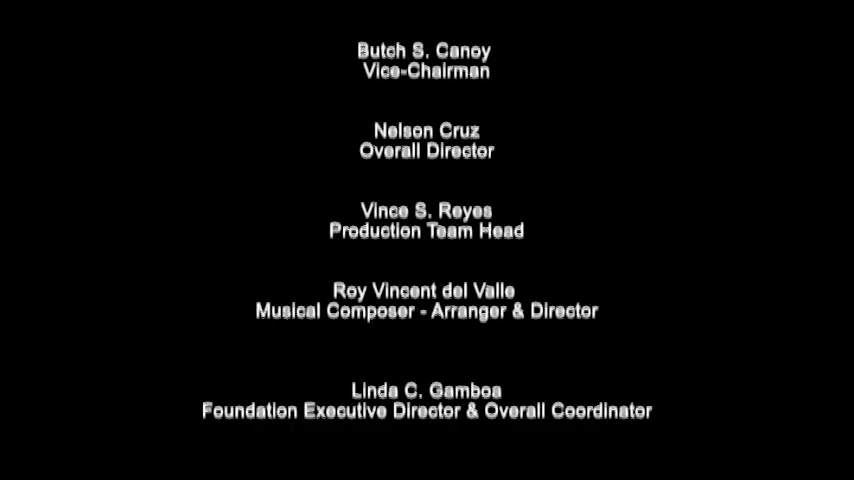 Butch S. Canoy
Vice-Chairman
Nelson Cruz
Overall Director
Vince S. Reyes
Production Team Head
Roy Vincent del Valle
Musical Composer - Arranger & Director
Linda C. Gamboa
Foundation Executive Director & Overall Coordinator